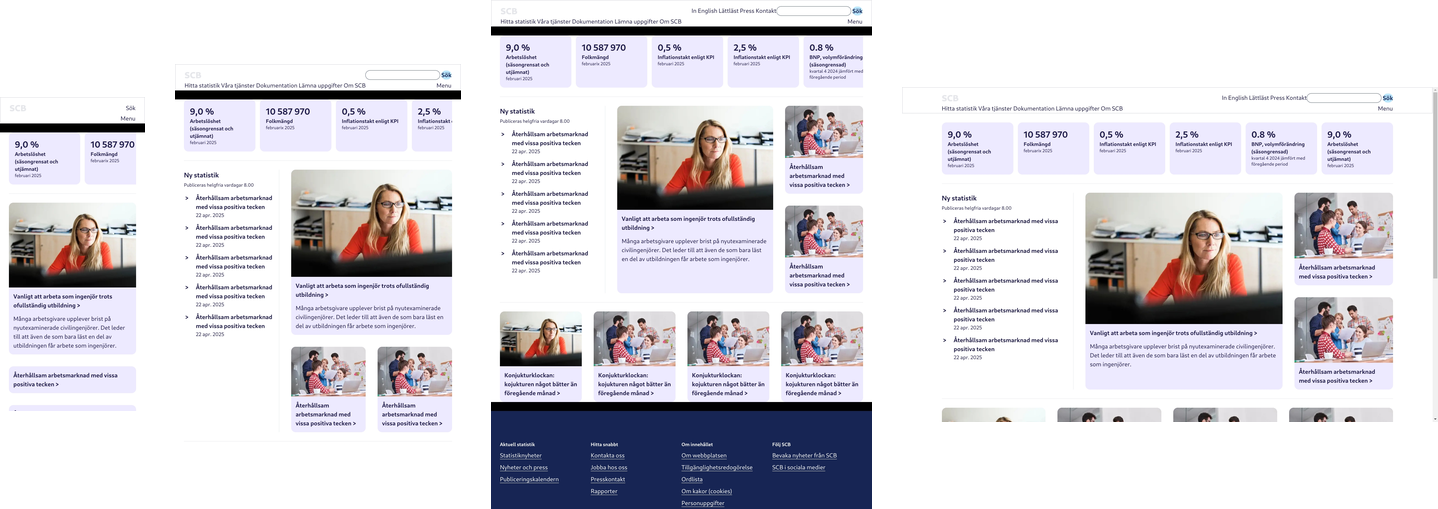 SCB
Sök
Menu
9,0 %
Arbetslöshet
(säsongrensat och
utjämnat)
februari 2025
10 587 970
Folkmängd
februarix 2025
Vanligt att arbeta som ingenjör trots
ofullständig utbildning >
Många arbetsgivare upplever brist på
nyutexaminerade civilingenjörer. Det leder
till att även de som bara läst en del av
utbildningen får arbete som ingenjörer.
Återhållsam arbetsmarknad med vissa
positiva tecken >
SCB
Sök
Hitta statistik Våra tjänster Dokumentation Lämna uppgifter Om SCB
Menu
9,0 %
Arbetslöshet
(säsongrensat och
utjämnat)
februari 2025
10 587 970
Folkmängd
februarix 2025
0,5 %
Inflationstakt enligt KPI
februari 2025
2,5 %
Inflationstakt
februari 2025
Ny statistik
Publiceras helgfria vardagar 8.00
> Återhållsam arbetsmarknad
med vissa positiva tecken
22 apr. 2025
> Återhållsam arbetsmarknad
med vissa positiva tecken
22 apr. 2025
> Återhållsam arbetsmarknad
med vissa positiva tecken
22 apr. 2025
> Återhållsam arbetsmarknad
med vissa positiva tecken
22 apr. 2025
> Återhållsam arbetsmarknad
med vissa positiva tecken
22 apr. 2025
Vanligt att arbeta som ingenjör trots ofullständig
utbildning >
Många arbetsgivare upplever brist på nyutexaminerade
civilingenjörer. Det leder till att även de som bara läst en
del av utbildningen får arbete som ingenjörer.
Återhållsam
arbetsmarknad med
vissa positiva tecken >
Återhållsam
arbetsmarknad med
vissa positiva tecken >
SCB
In English Lättläst Press Kontakt
Sök
Hitta statistik Våra tjänster Dokumentation Lämna uppgifter Om SCB
Menu
9,0 %
Arbetslöshet
(säsongrensat och
utjämnat)
februari 2025
10 587 970
Folkmängd
februarix 2025
0,5 %
Inflationstakt enligt KPI
februari 2025
2,5 %
Inflationstakt enligt KPI
februari 2025
0.8 %
BNP, volymförändring
(säsongrensad)
kvartal 4 2024 jämfört med
föregående period
Ny statistik
Publiceras helgfria vardagar 8.00
> Återhållsam arbetsmarknad
med vissa positiva tecken
22 apr. 2025
> Återhållsam arbetsmarknad
med vissa positiva tecken
22 apr. 2025
> Återhållsam arbetsmarknad
med vissa positiva tecken
22 apr. 2025
> Återhållsam arbetsmarknad
med vissa positiva tecken
22 apr. 2025
> Återhållsam arbetsmarknad
med vissa positiva tecken
22 apr. 2025
Vanligt att arbeta som ingenjör trots ofullständig
utbildning >
Många arbetsgivare upplever brist på nyutexaminerade
civilingenjörer. Det leder till att även de som bara läst
en del av utbildningen får arbete som ingenjörer.
Återhållsam
arbetsmarknad med
vissa positiva tecken >
Återhållsam
arbetsmarknad med
vissa positiva tecken >
Konjukturklockan:
kojukturen något bätter än
föregående månad >
Konjukturklockan:
kojukturen något bätter än
föregående månad >
Konjukturklockan:
kojukturen något bätter än
föregående månad >
Konjukturklockan:
kojukturen något bätter än
föregående månad >
Aktuell statistik
Statistiknyheter
Nyheter och press
Publiceringskalendern
Hitta snabbt
Kontakta oss
Jobba hos oss
Presskontakt
Rapporter
Om innehållet
Om webbplatsen
Tillgänglighetsredogörelse
Ordlista
Om kakor (cookies)
Personuppgifter
Följ SCB
Bevaka nyheter från SCB
SCB i sociala medier
SCB
In English Lättläst Press Kontakt
Sök
Hitta statistik Våra tjänster Dokumentation Lämna uppgifter Om SCB
Menu
9,0 %
Arbetslöshet
(säsongrensat och
utjämnat)
februari 2025
10 587 970
Folkmängd
februarix 2025
0,5 %
Inflationstakt enligt KPI
februari 2025
2,5 %
Inflationstakt enligt KPI
februari 2025
0.8 %
BNP, volymförändring
(säsongrensad)
kvartal 4 2024 jämfört med
föregående period
9,0 %
Arbetslöshet
(säsongrensat och
utjämnat)
februari 2025
Ny statistik
Publiceras helgfria vardagar 8.00
> Återhållsam arbetsmarknad med vissa
positiva tecken
22 apr. 2025
> Återhållsam arbetsmarknad med vissa
positiva tecken
22 apr. 2025
> Återhållsam arbetsmarknad med vissa
positiva tecken
22 apr. 2025
> Återhållsam arbetsmarknad med vissa
positiva tecken
22 apr. 2025
> Återhållsam arbetsmarknad med vissa
positiva tecken
22 apr. 2025
Vanligt att arbeta som ingenjör trots ofullständig utbildning >
Många arbetsgivare upplever brist på nyutexaminerade civilingenjörer.
Det leder till att även de som bara läst en del av utbildningen får arbete
som ingenjörer.
Återhållsam arbetsmarknad
med vissa positiva tecken >
Återhållsam arbetsmarknad
med vissa positiva tecken >